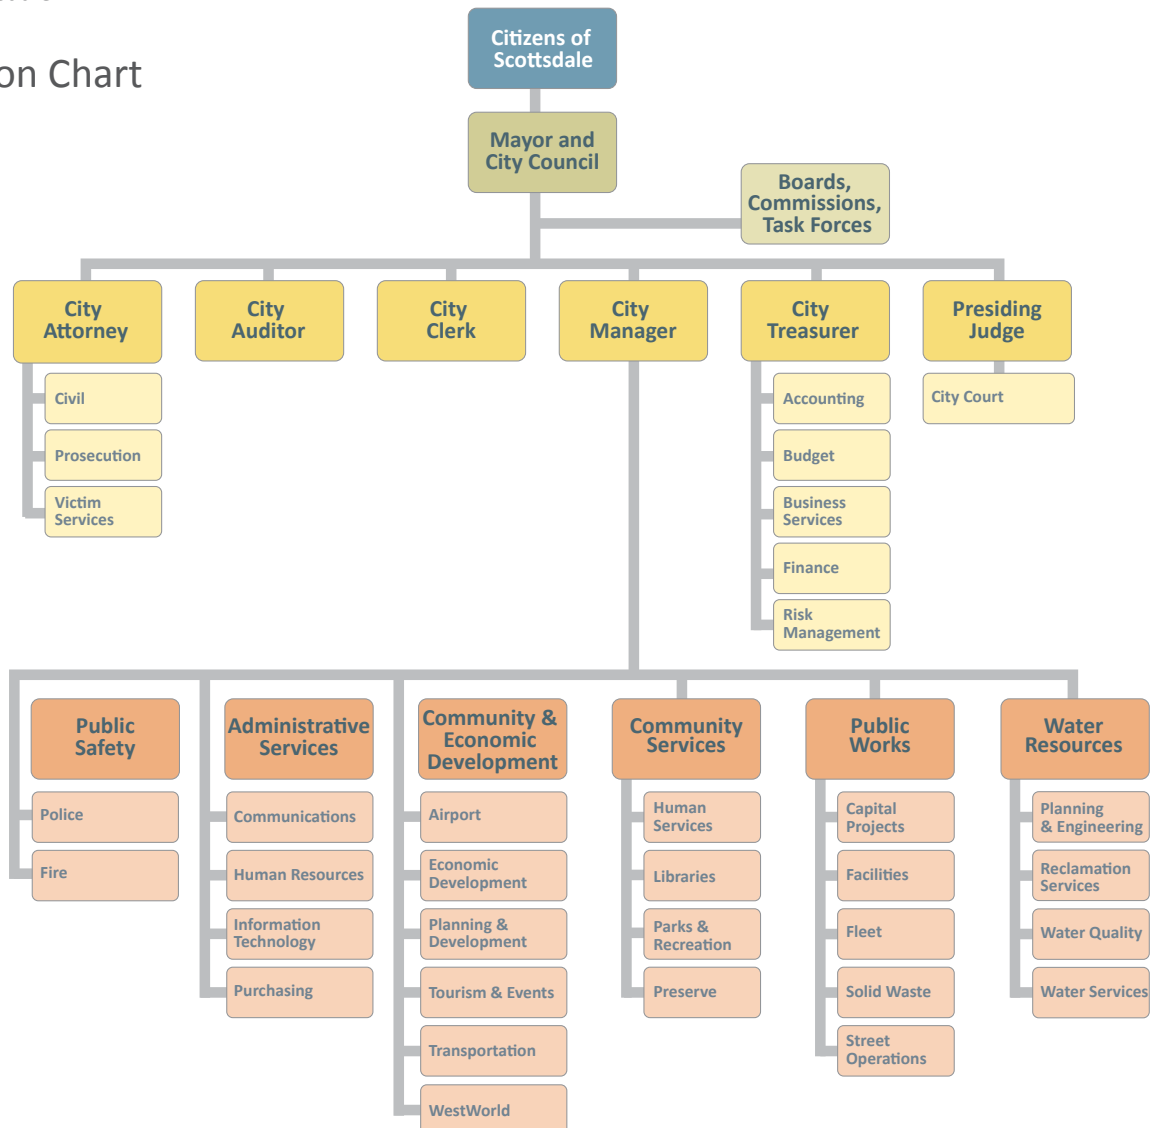 on Chart
Citizens of
Scottsdale
Mayor and
City Council
Boards,
Commissions,
Task Forces
City
Attorney
City
Auditor
City
Clerk
City
Manager
City
Treasurer
Presiding
Judge
Civil
Prosecution
Victim
Services
Accounting
Budget
Business
Services
Finance
Risk
Management
City Court
Public
Safety
Police
Fire
Administrative
Services
Communications
Human Resources
Information
Technology
Purchasing
Community &
Economic
Development
Airport
Economic
Development
Planning &
Development
Tourism & Events
Transportation
WestWorld
Community
Services
Human
Services
Libraries
Parks &
Recreation
Preserve
Public
Works
Capital
Projects
Facilities
Fleet
Solid Waste
Street
Operations
Water
Resources
Planning
& Engineering
Reclamation
Services
Water Quality
Water Services